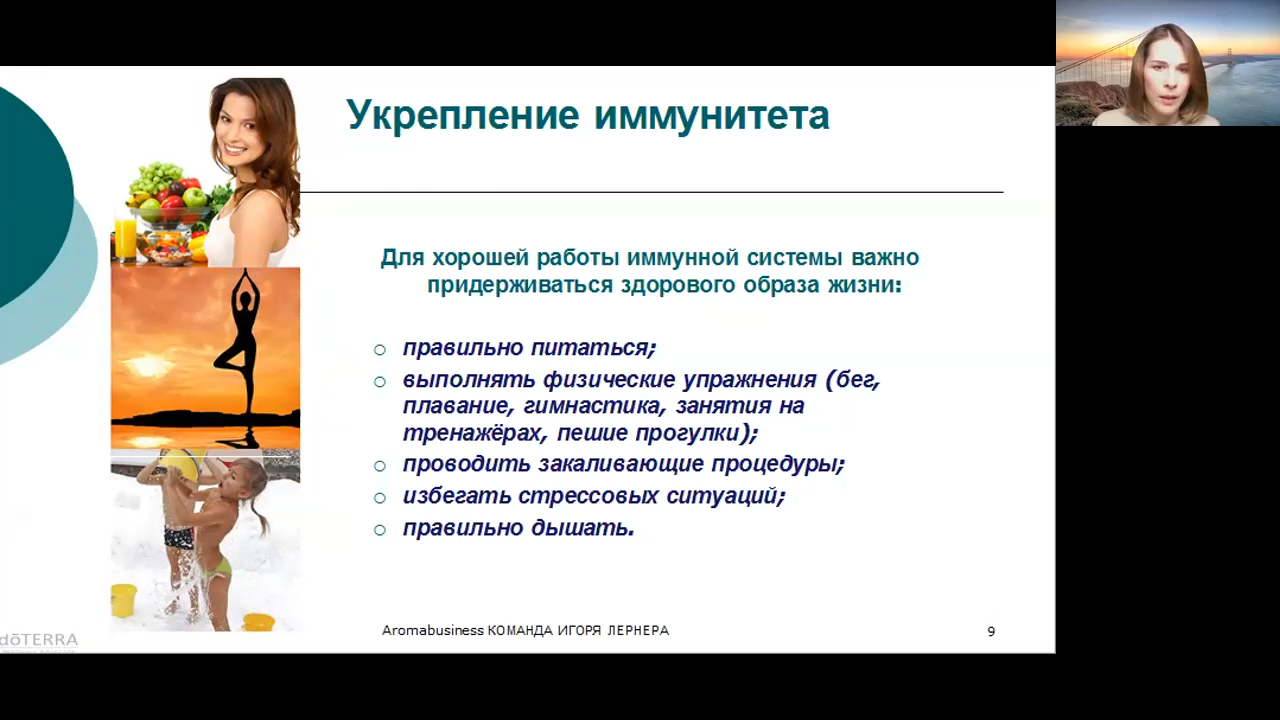 Укрепление иммунитета
Для хорошей работы иммунной системы важно
придерживаться здорового образа жизни:
правильно питаться;
выполнять физические упражнения (бег,
плавание, гимнастика, занятия на
тренажёрах, пешие прогулки);
проводить закаливающие процедуры;
избегать стрессовых ситуаций;
правильно дышать.
Aromabusiness КОМАНДА ИГОРЯ ЛЕРНЕРА
9
dōTERRA